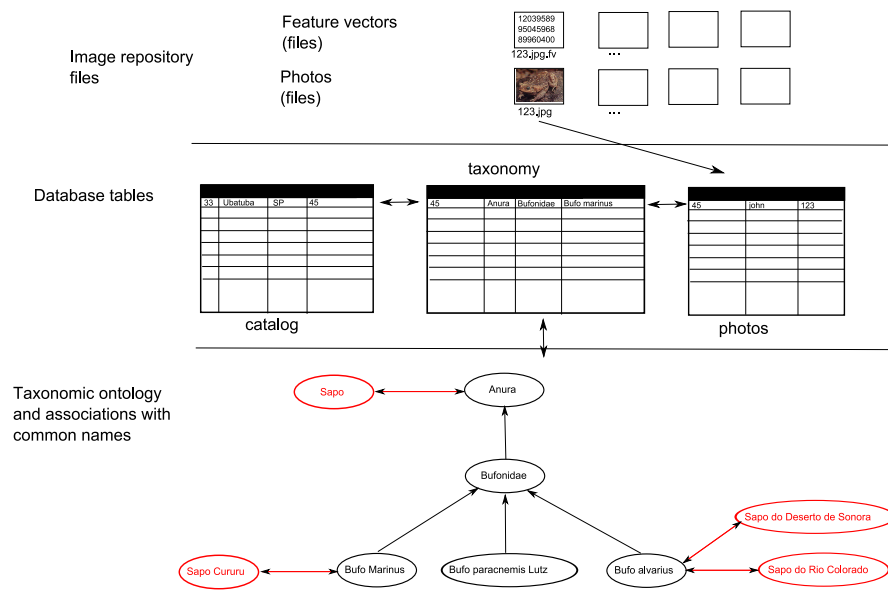 Image repository
files
Feature vectors
(files)
12039589
95045968
89960400
123.jpg.fv
...
Photos
(files)
123.jpg
...
Database tables
taxonomy
33 Ubatuba SP 45
45 Anura Bufonidae Bufo marinus
45 john 123
catalog
photos
Taxonomic ontology
and associations with
common names
Sapo
Anura
Bufonidae
Sapo do Deserto de Sonora
Sapo Cururu
Bufo Marinus
Bufo paracnemis Lutz
Bufo alvarius
Sapo do Rio Colorado